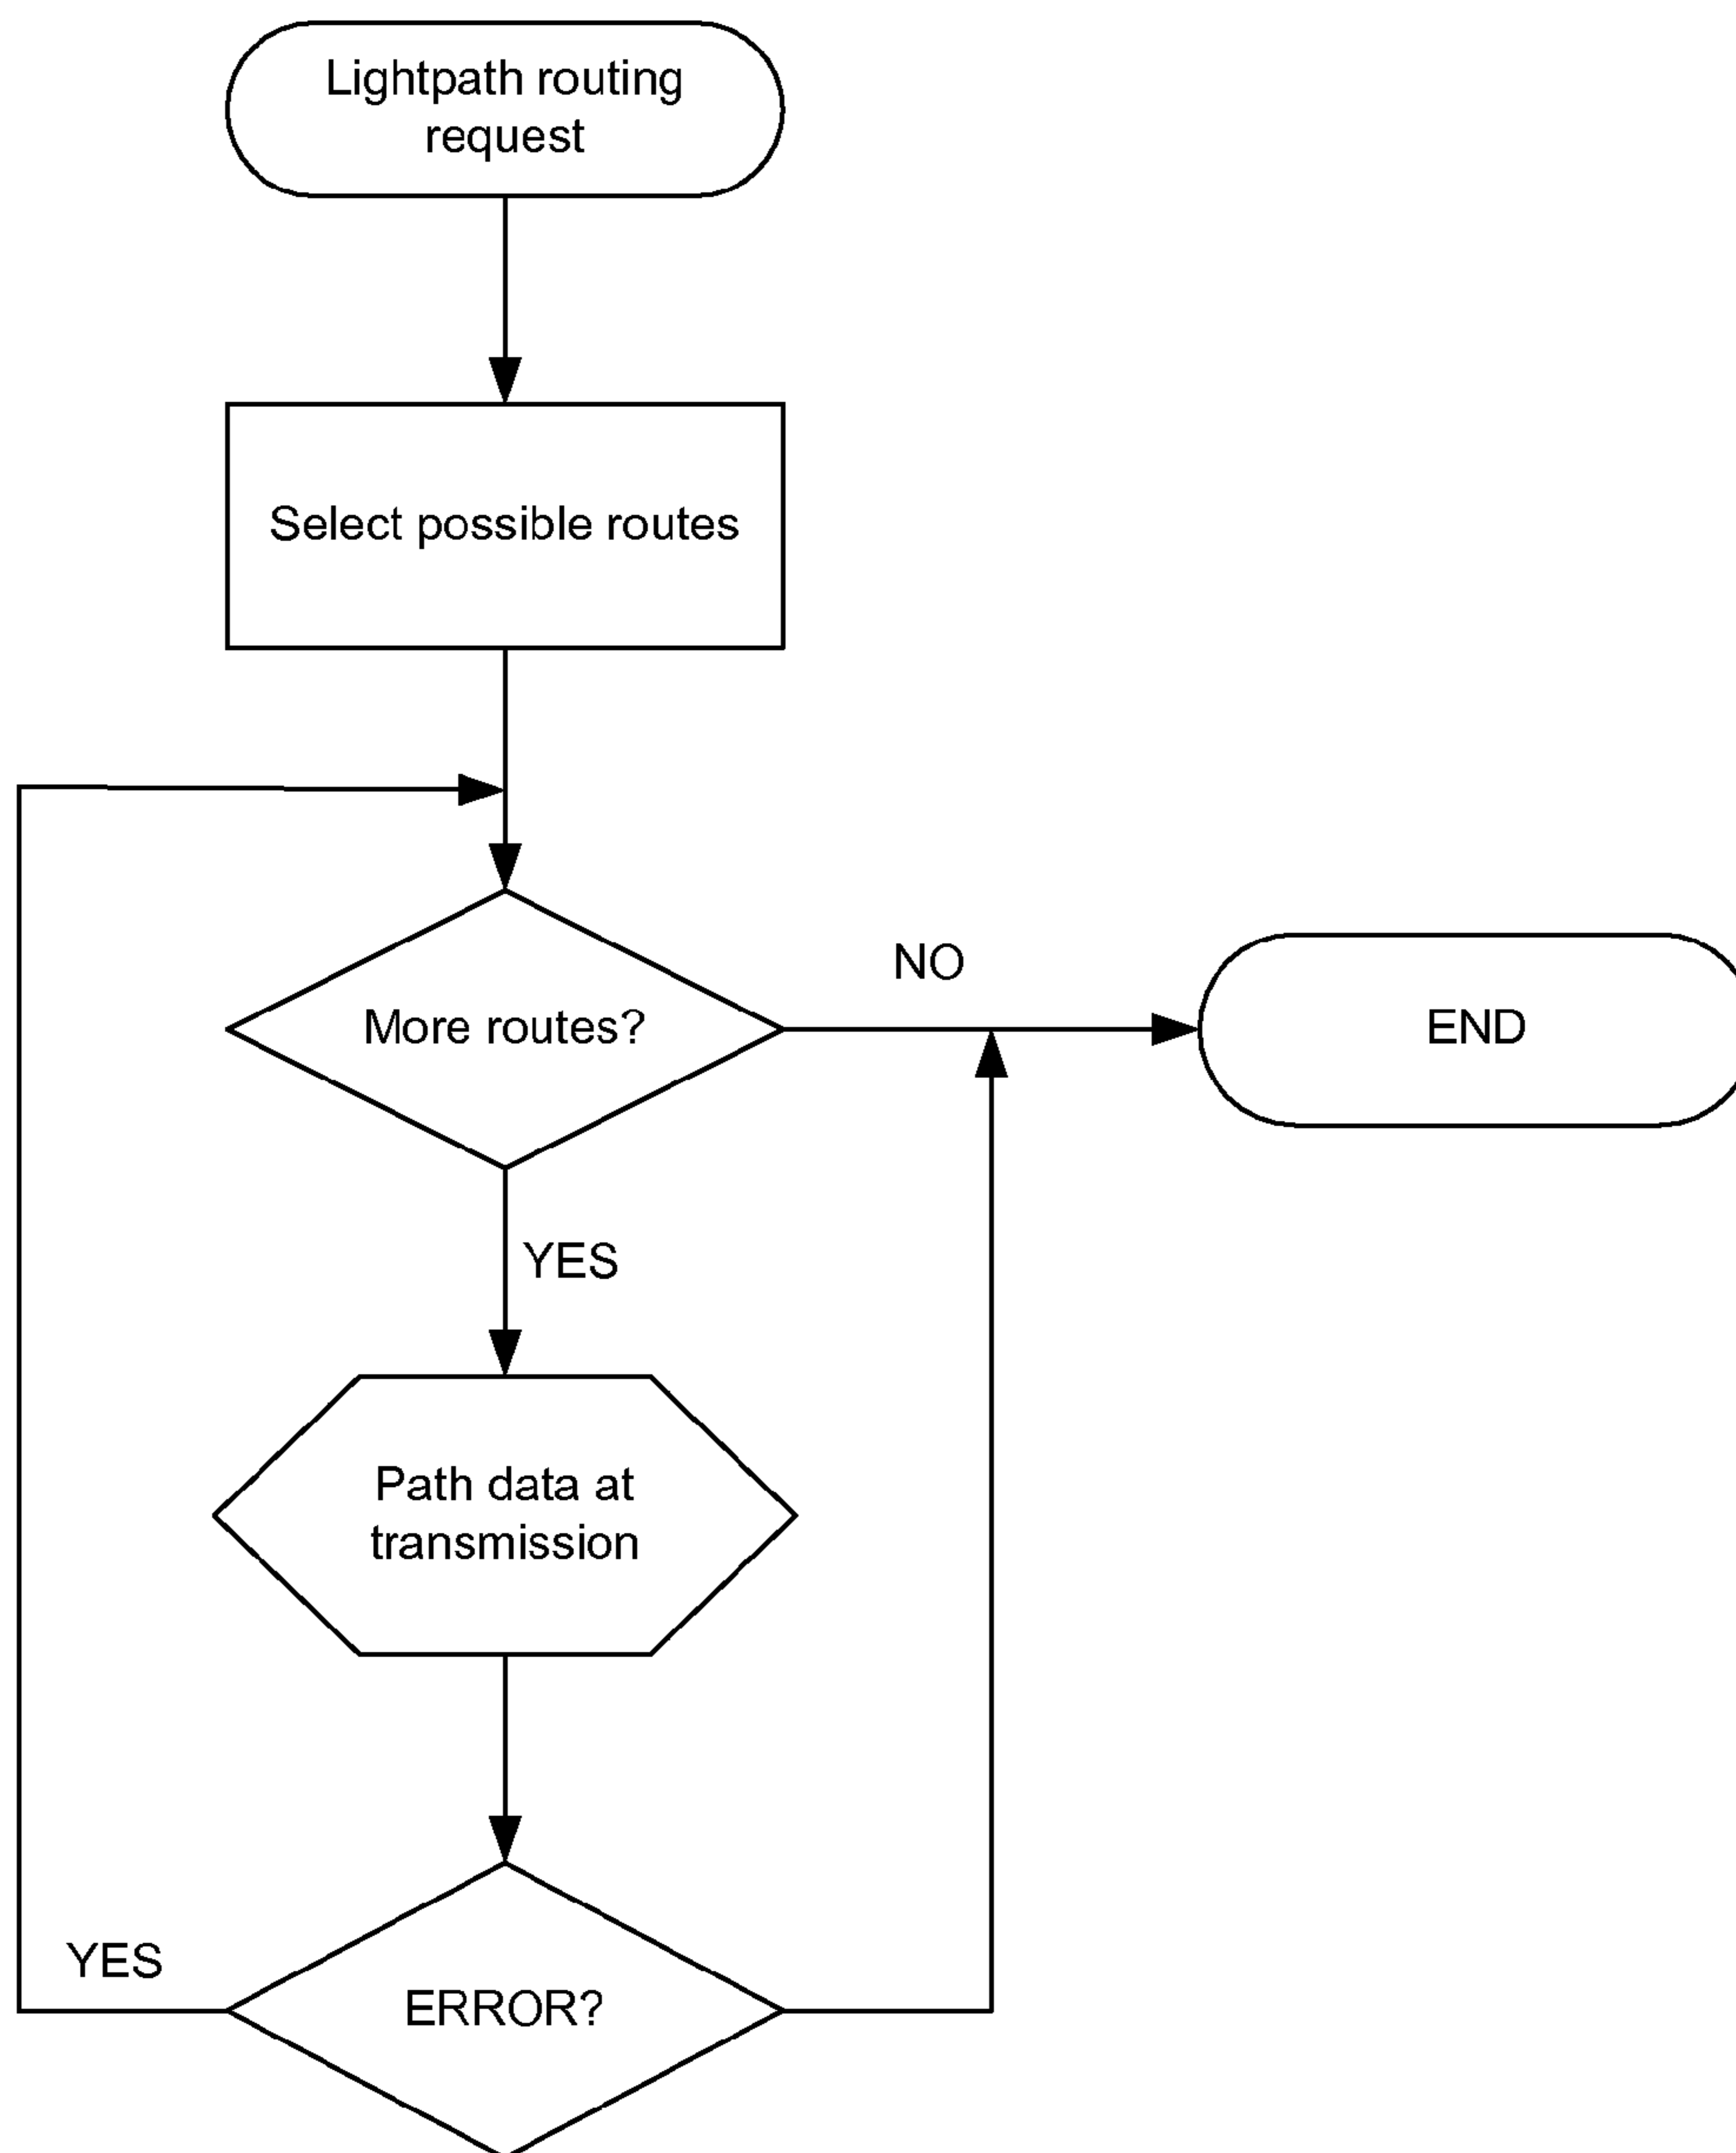 Lightpath routing
request
Select possible routes
More routes?
NO
END
YES
Path data at
transmission
YES
ERROR?